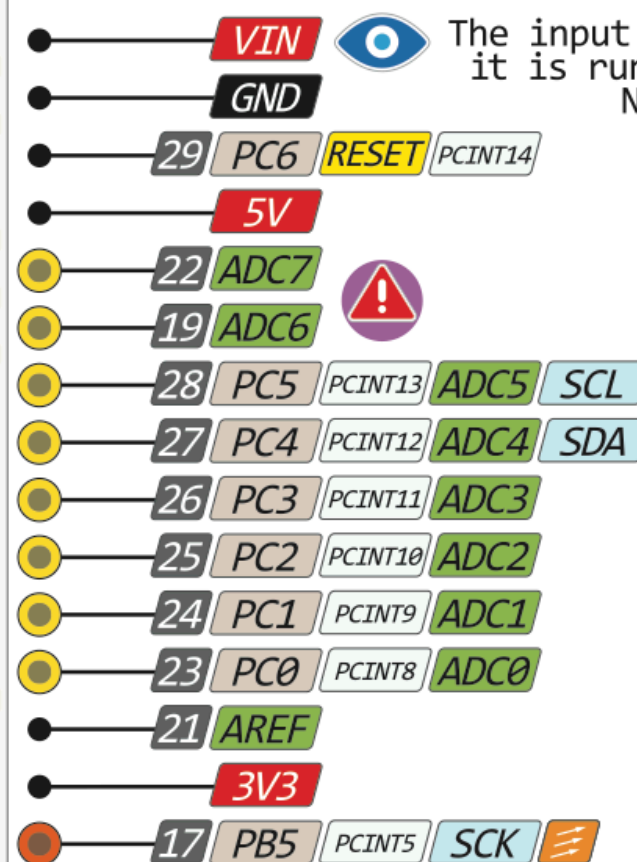 VIN The input
it is run
GND N
29 PC6 RESET PCINT14
5V
22 ADC7
19 ADC6
28 PC5 PCINT13 ADC5 SCL
27 PC4 PCINT12 ADC4 SDA
26 PC3 PCINT11 ADC3
25 PC2 PCINT10 ADC2
24 PC1 PCINT9 ADC1
23 PC0 PCINT8 ADC0
21 AREF
3V3
17 PB5 PCINT5 SCK